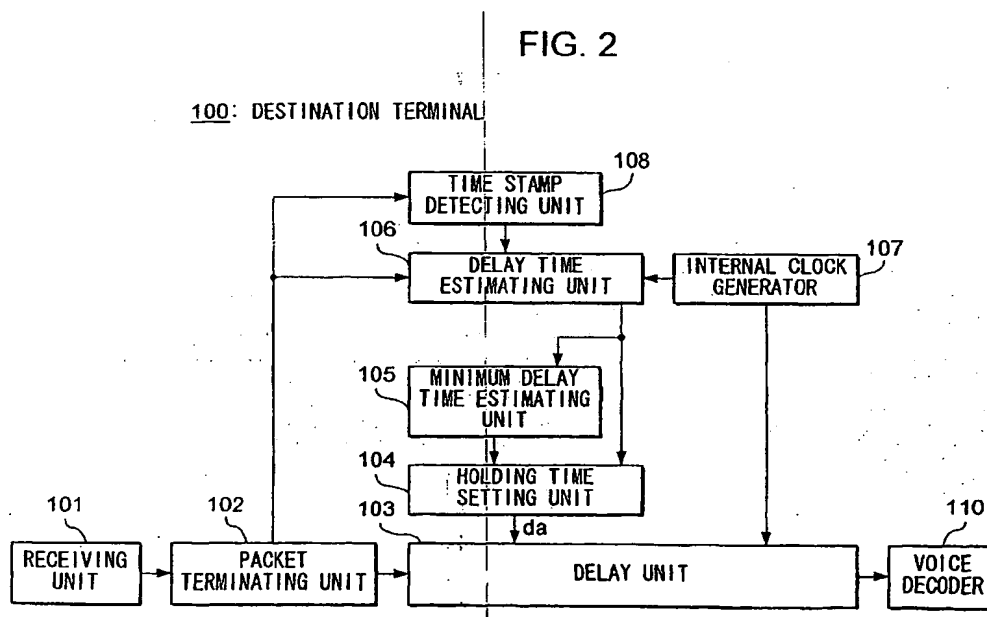 FIG. 2
100: DESTINATION TERMINAL
108
TIME STAMP
DETECTING UNIT
106
DELAY TIME
ESTIMATING UNIT
107
INTERNAL CLOCK
GENERATOR
105
MINIMUM DELAY
TIME ESTIMATING
UNIT
104
HOLDING TIME
SETTING UNIT
da
101
RECEIVING
UNIT
102
PACKET
TERMINATING UNIT
103
DELAY UNIT
110
VOICE
DECODER